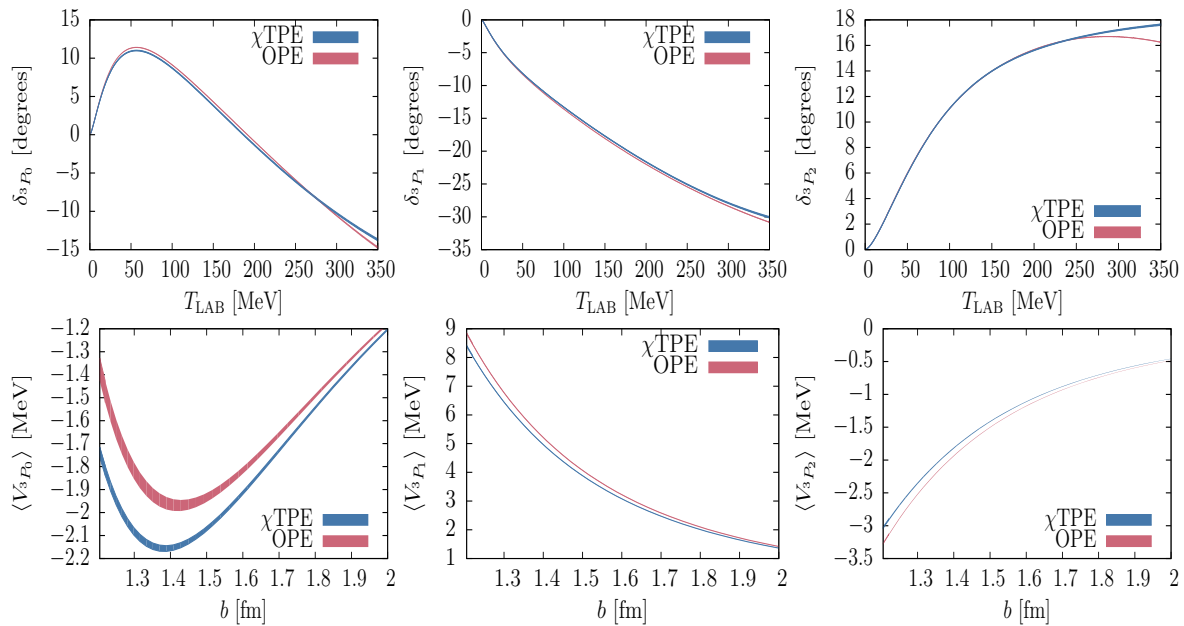 δ³P₀ [degrees]
15
10
5
0
−5
−10
−15
0 50 100 150 200 250 300 350
T_LAB [MeV]
χTPE
OPE
δ³P₁ [degrees]
0
−5
−10
−15
−20
−25
−30
−35
0 50 100 150 200 250 300 350
T_LAB [MeV]
χTPE
OPE
δ³P₂ [degrees]
18
16
14
12
10
8
6
4
2
0
0 50 100 150 200 250 300 350
T_LAB [MeV]
χTPE
OPE
⟨V³P₀⟩ [MeV]
−1.2
−1.3
−1.4
−1.5
−1.6
−1.7
−1.8
−1.9
−2
−2.1
−2.2
1.3 1.4 1.5 1.6 1.7 1.8 1.9 2
b [fm]
χTPE
OPE
⟨V³P₁⟩ [MeV]
9
8
7
6
5
4
3
2
1
1.3 1.4 1.5 1.6 1.7 1.8 1.9 2
b [fm]
χTPE
OPE
⟨V³P₂⟩ [MeV]
0
−0.5
−1
−1.5
−2
−2.5
−3
−3.5
1.3 1.4 1.5 1.6 1.7 1.8 1.9 2
b [fm]
χTPE
OPE